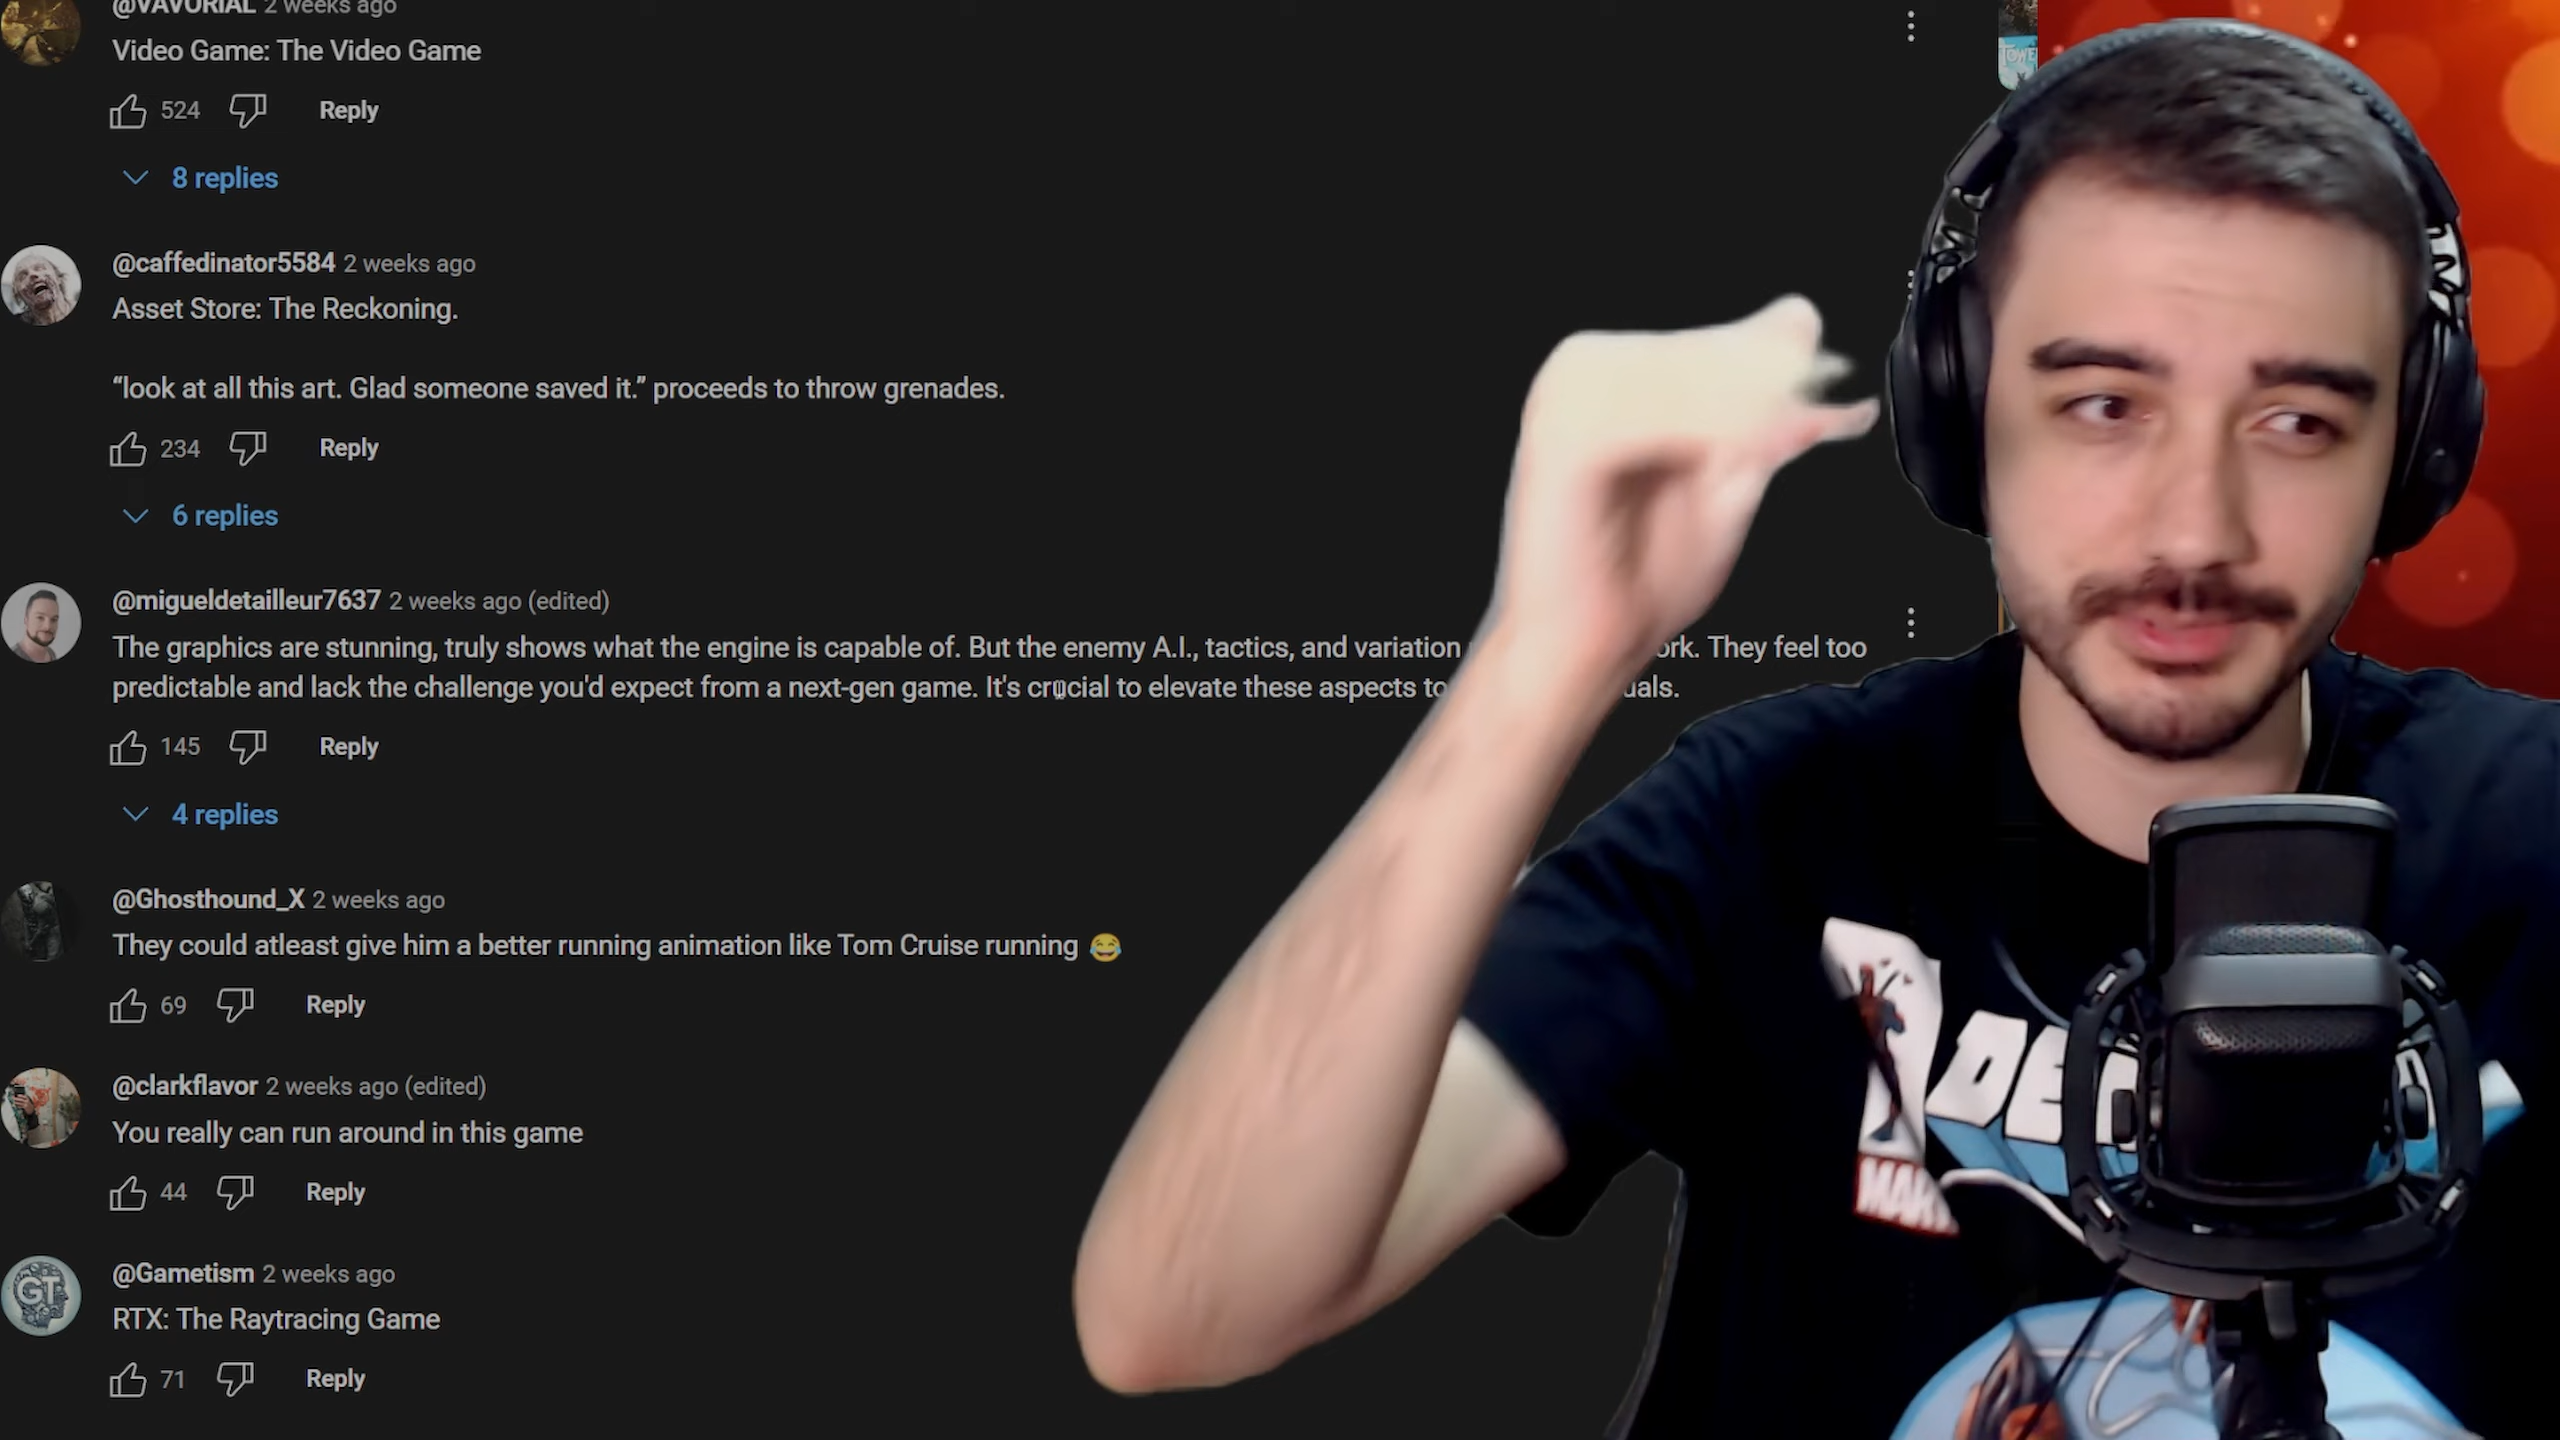 @VAVORIAL 2 weeks ago
Video Game: The Video Game
524 Reply
8 replies
@caffedinator5584 2 weeks ago
Asset Store: The Reckoning.
“look at all this art. Glad someone saved it.” proceeds to throw grenades.
234 Reply
6 replies
@migueldetailleur7637 2 weeks ago (edited)
The graphics are stunning, truly shows what the engine is capable of. But the enemy A.I., tactics, and variation ork. They feel too
predictable and lack the challenge you'd expect from a next-gen game. It's crucial to elevate these aspects to uals.
145 Reply
4 replies
@Ghosthound_X 2 weeks ago
They could atleast give him a better running animation like Tom Cruise running 😂
69 Reply
@clarkflavor 2 weeks ago (edited)
You really can run around in this game
44 Reply
@Gametism 2 weeks ago
RTX: The Raytracing Game
71 Reply
GT
TOWE
DE
MAR